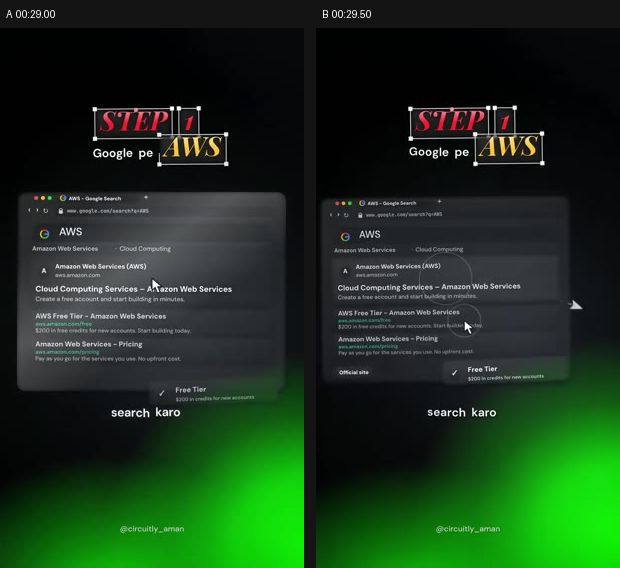 A 00:29.00
STEP 1
Google pe AWS
AWS - Google Search
www.google.com/search?q=AWS
AWS
Amazon Web Services · Cloud Computing
A
Amazon Web Services (AWS)
aws.amazon.com
Cloud Computing Services – Amazon Web Services
Create a free account and start building in minutes.
AWS Free Tier – Amazon Web Services
aws.amazon.com/free
$200 in free credits for new accounts. Start building today.
Amazon Web Services - Pricing
aws.amazon.com/pricing
Pay as you go for the services you use. No upfront cost.
✓ Free Tier
$200 in credits for new accounts
search karo
@circuitly_aman
B 00:29.50
STEP 1
Google pe AWS
AWS - Google Search
www.google.com/search?q=AWS
AWS
Amazon Web Services · Cloud Computing
A
Amazon Web Services (AWS)
aws.amazon.com
Cloud Computing Services – Amazon Web Services
Create a free account and start building in minutes.
AWS Free Tier – Amazon Web Services
aws.amazon.com/free
$200 in free credits for new accounts. Start building today.
Amazon Web Services - Pricing
aws.amazon.com/pricing
Pay as you go for the services you use. No upfront cost.
Official site
✓ Free Tier
$200 in credits for new accounts
search karo
@circuitly_aman